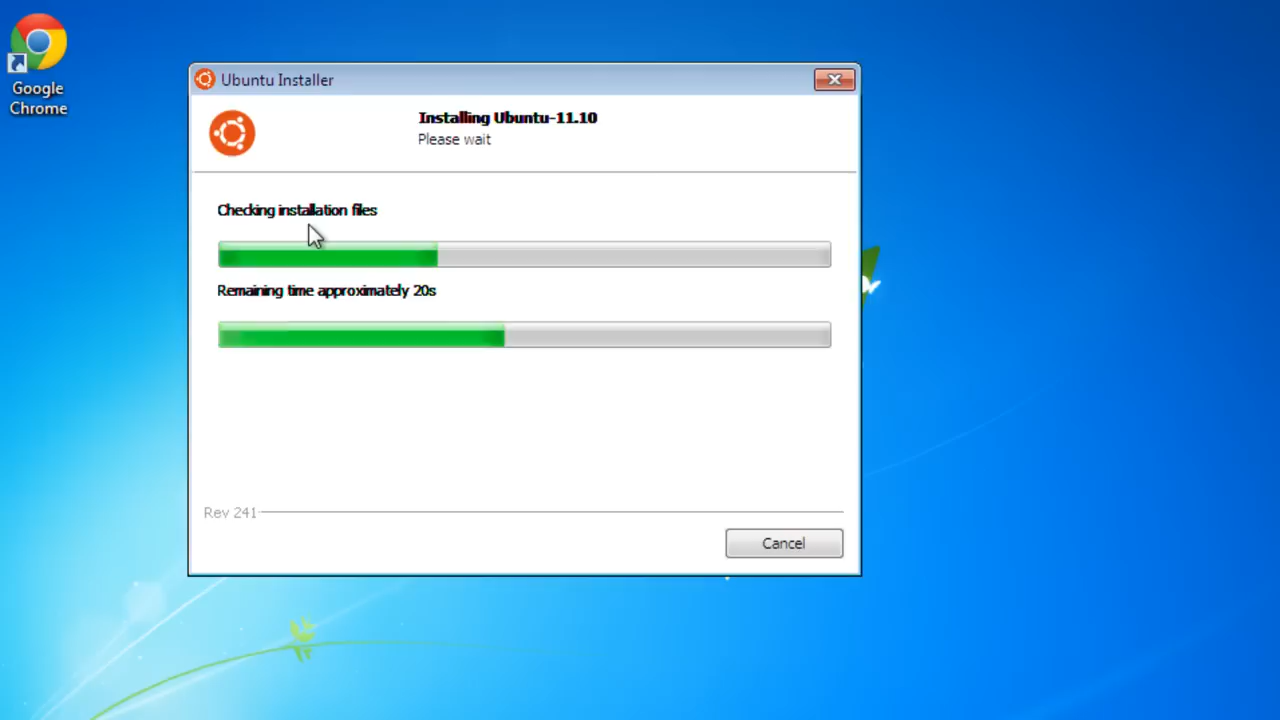 Google
Chrome
Ubuntu Installer
Installing Ubuntu-11.10
Please wait
Checking installation files
Remaining time approximately 20s
Rev 241
Cancel